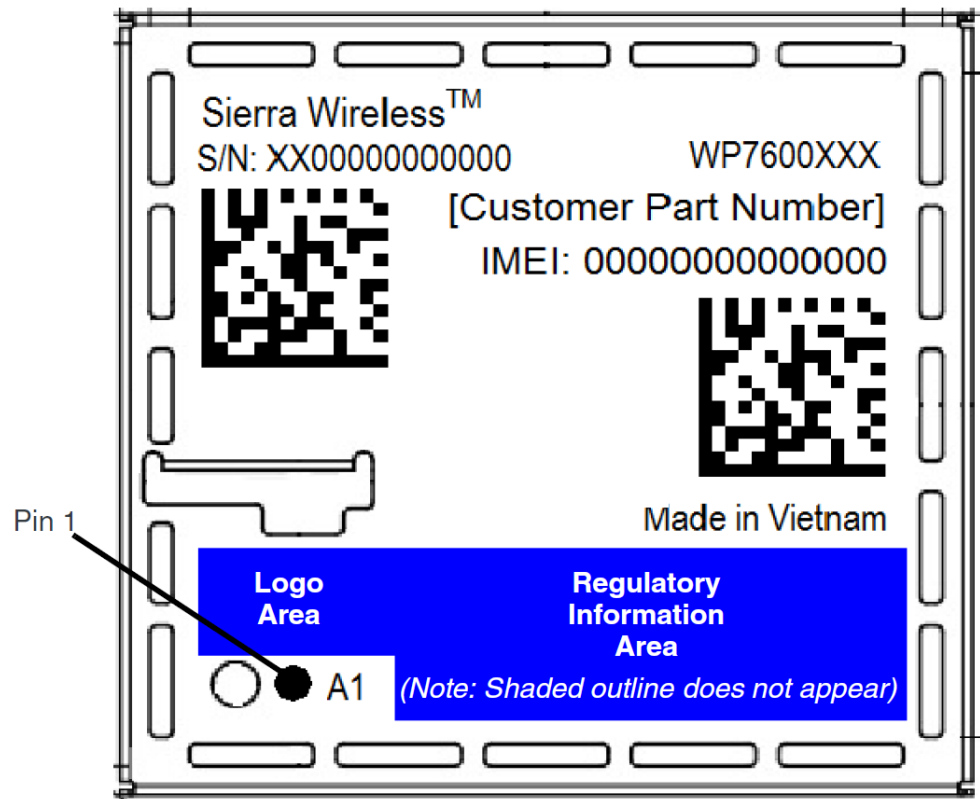 Sierra Wireless™
S/N: XX00000000000
WP7600XXX
[Customer Part Number]
IMEI: 00000000000000
Made in Vietnam
Pin 1
Logo
Area
Regulatory
Information
Area
(Note: Shaded outline does not appear)
A1